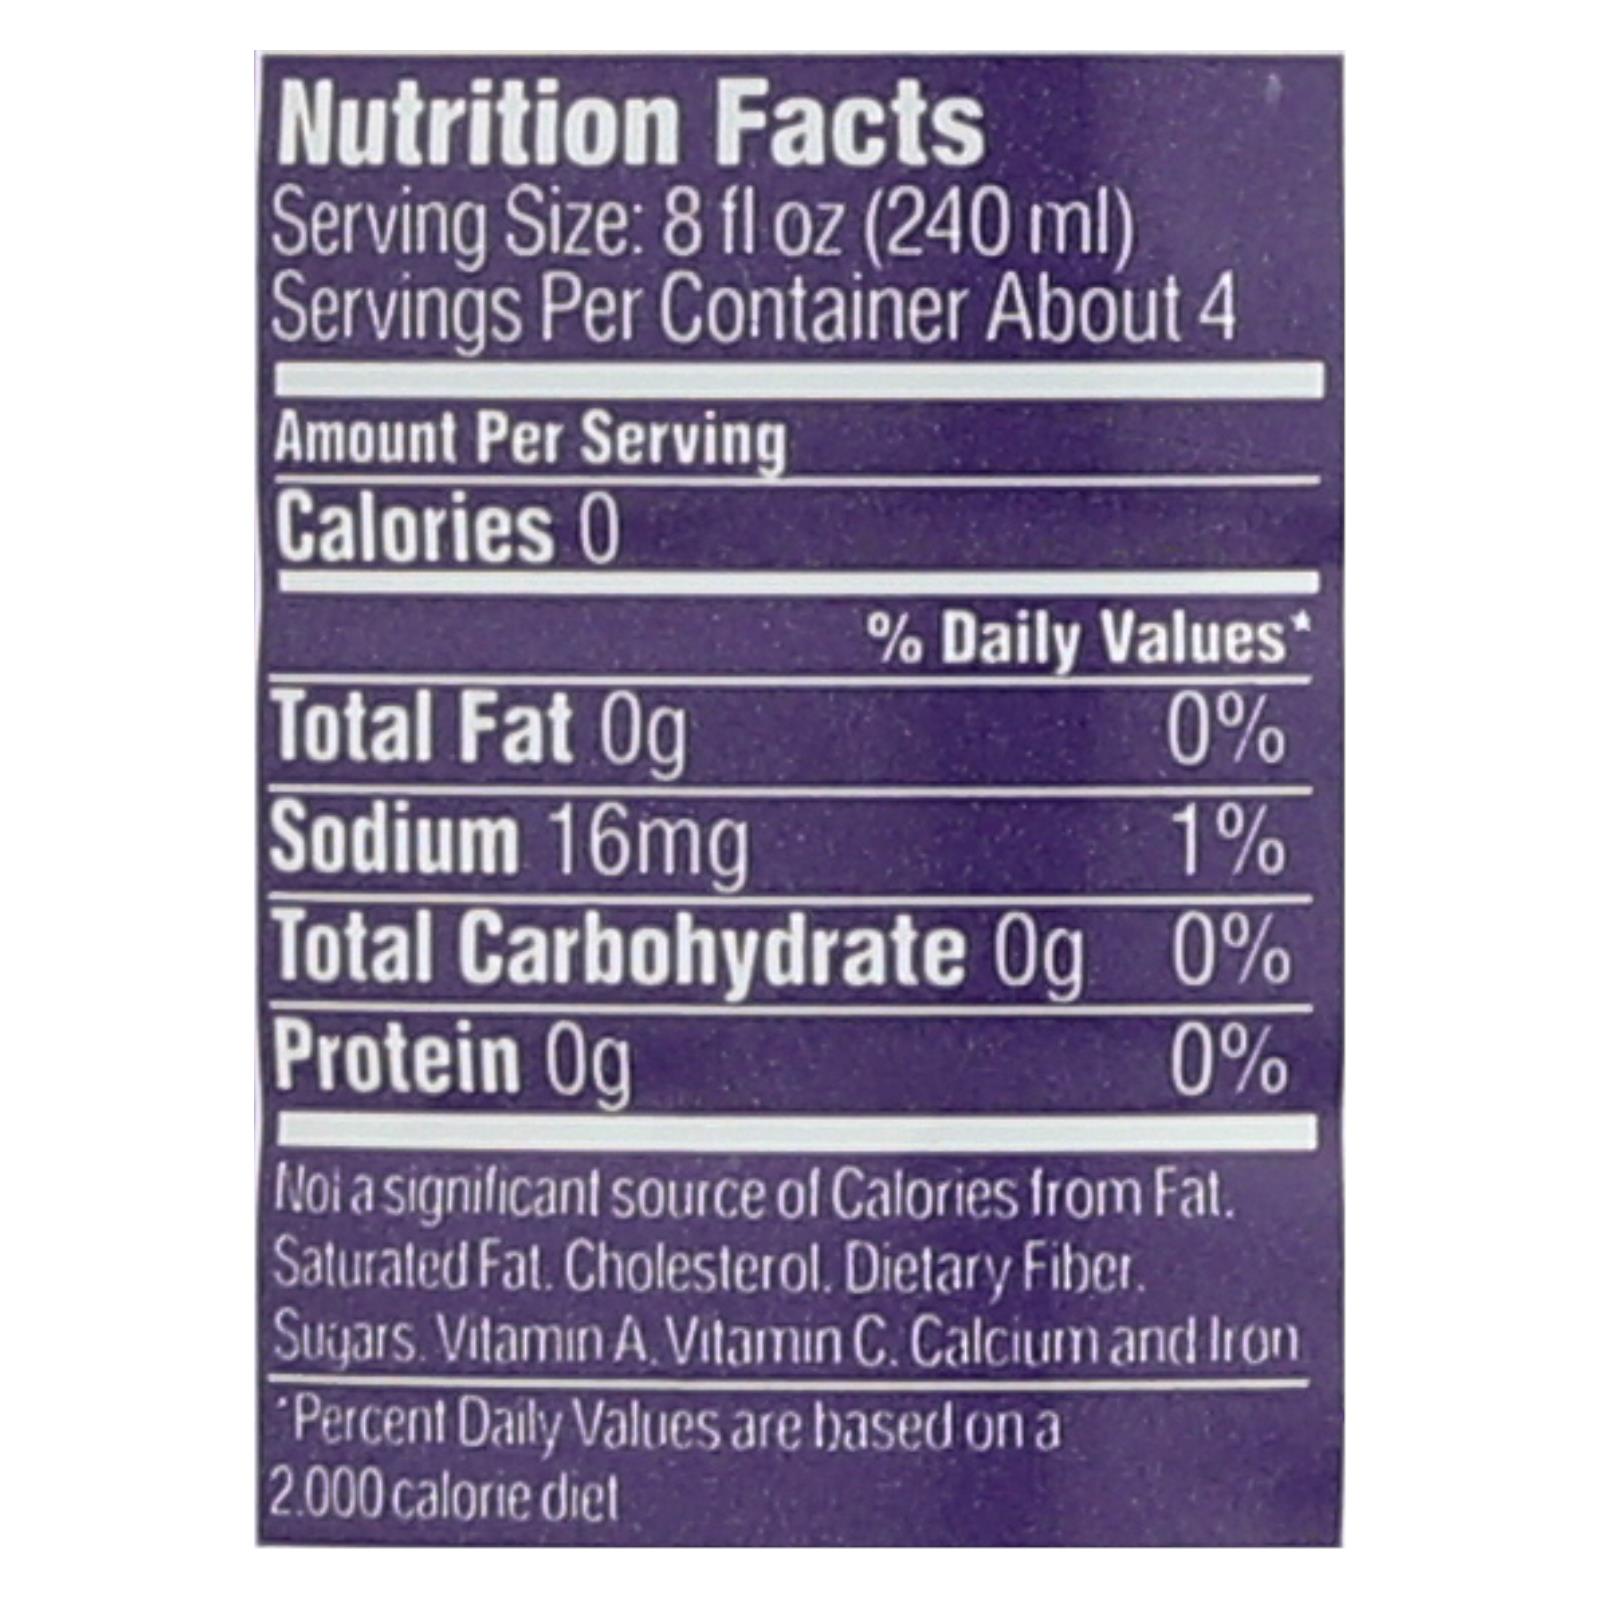 Nutrition Facts
Serving Size: 8 fl oz (240 ml)
Servings Per Container About 4
Amount Per Serving
Calories 0
% Daily Values*
Total Fat 0g 0%
Sodium 16mg 1%
Total Carbohydrate 0g 0%
Protein 0g 0%
Not a significant source of Calories from Fat.
Saturated Fat. Cholesterol. Dietary Fiber.
Sugars. Vitamin A. Vitamin C. Calcium and Iron
*Percent Daily Values are based on a
2.000 calorie diet